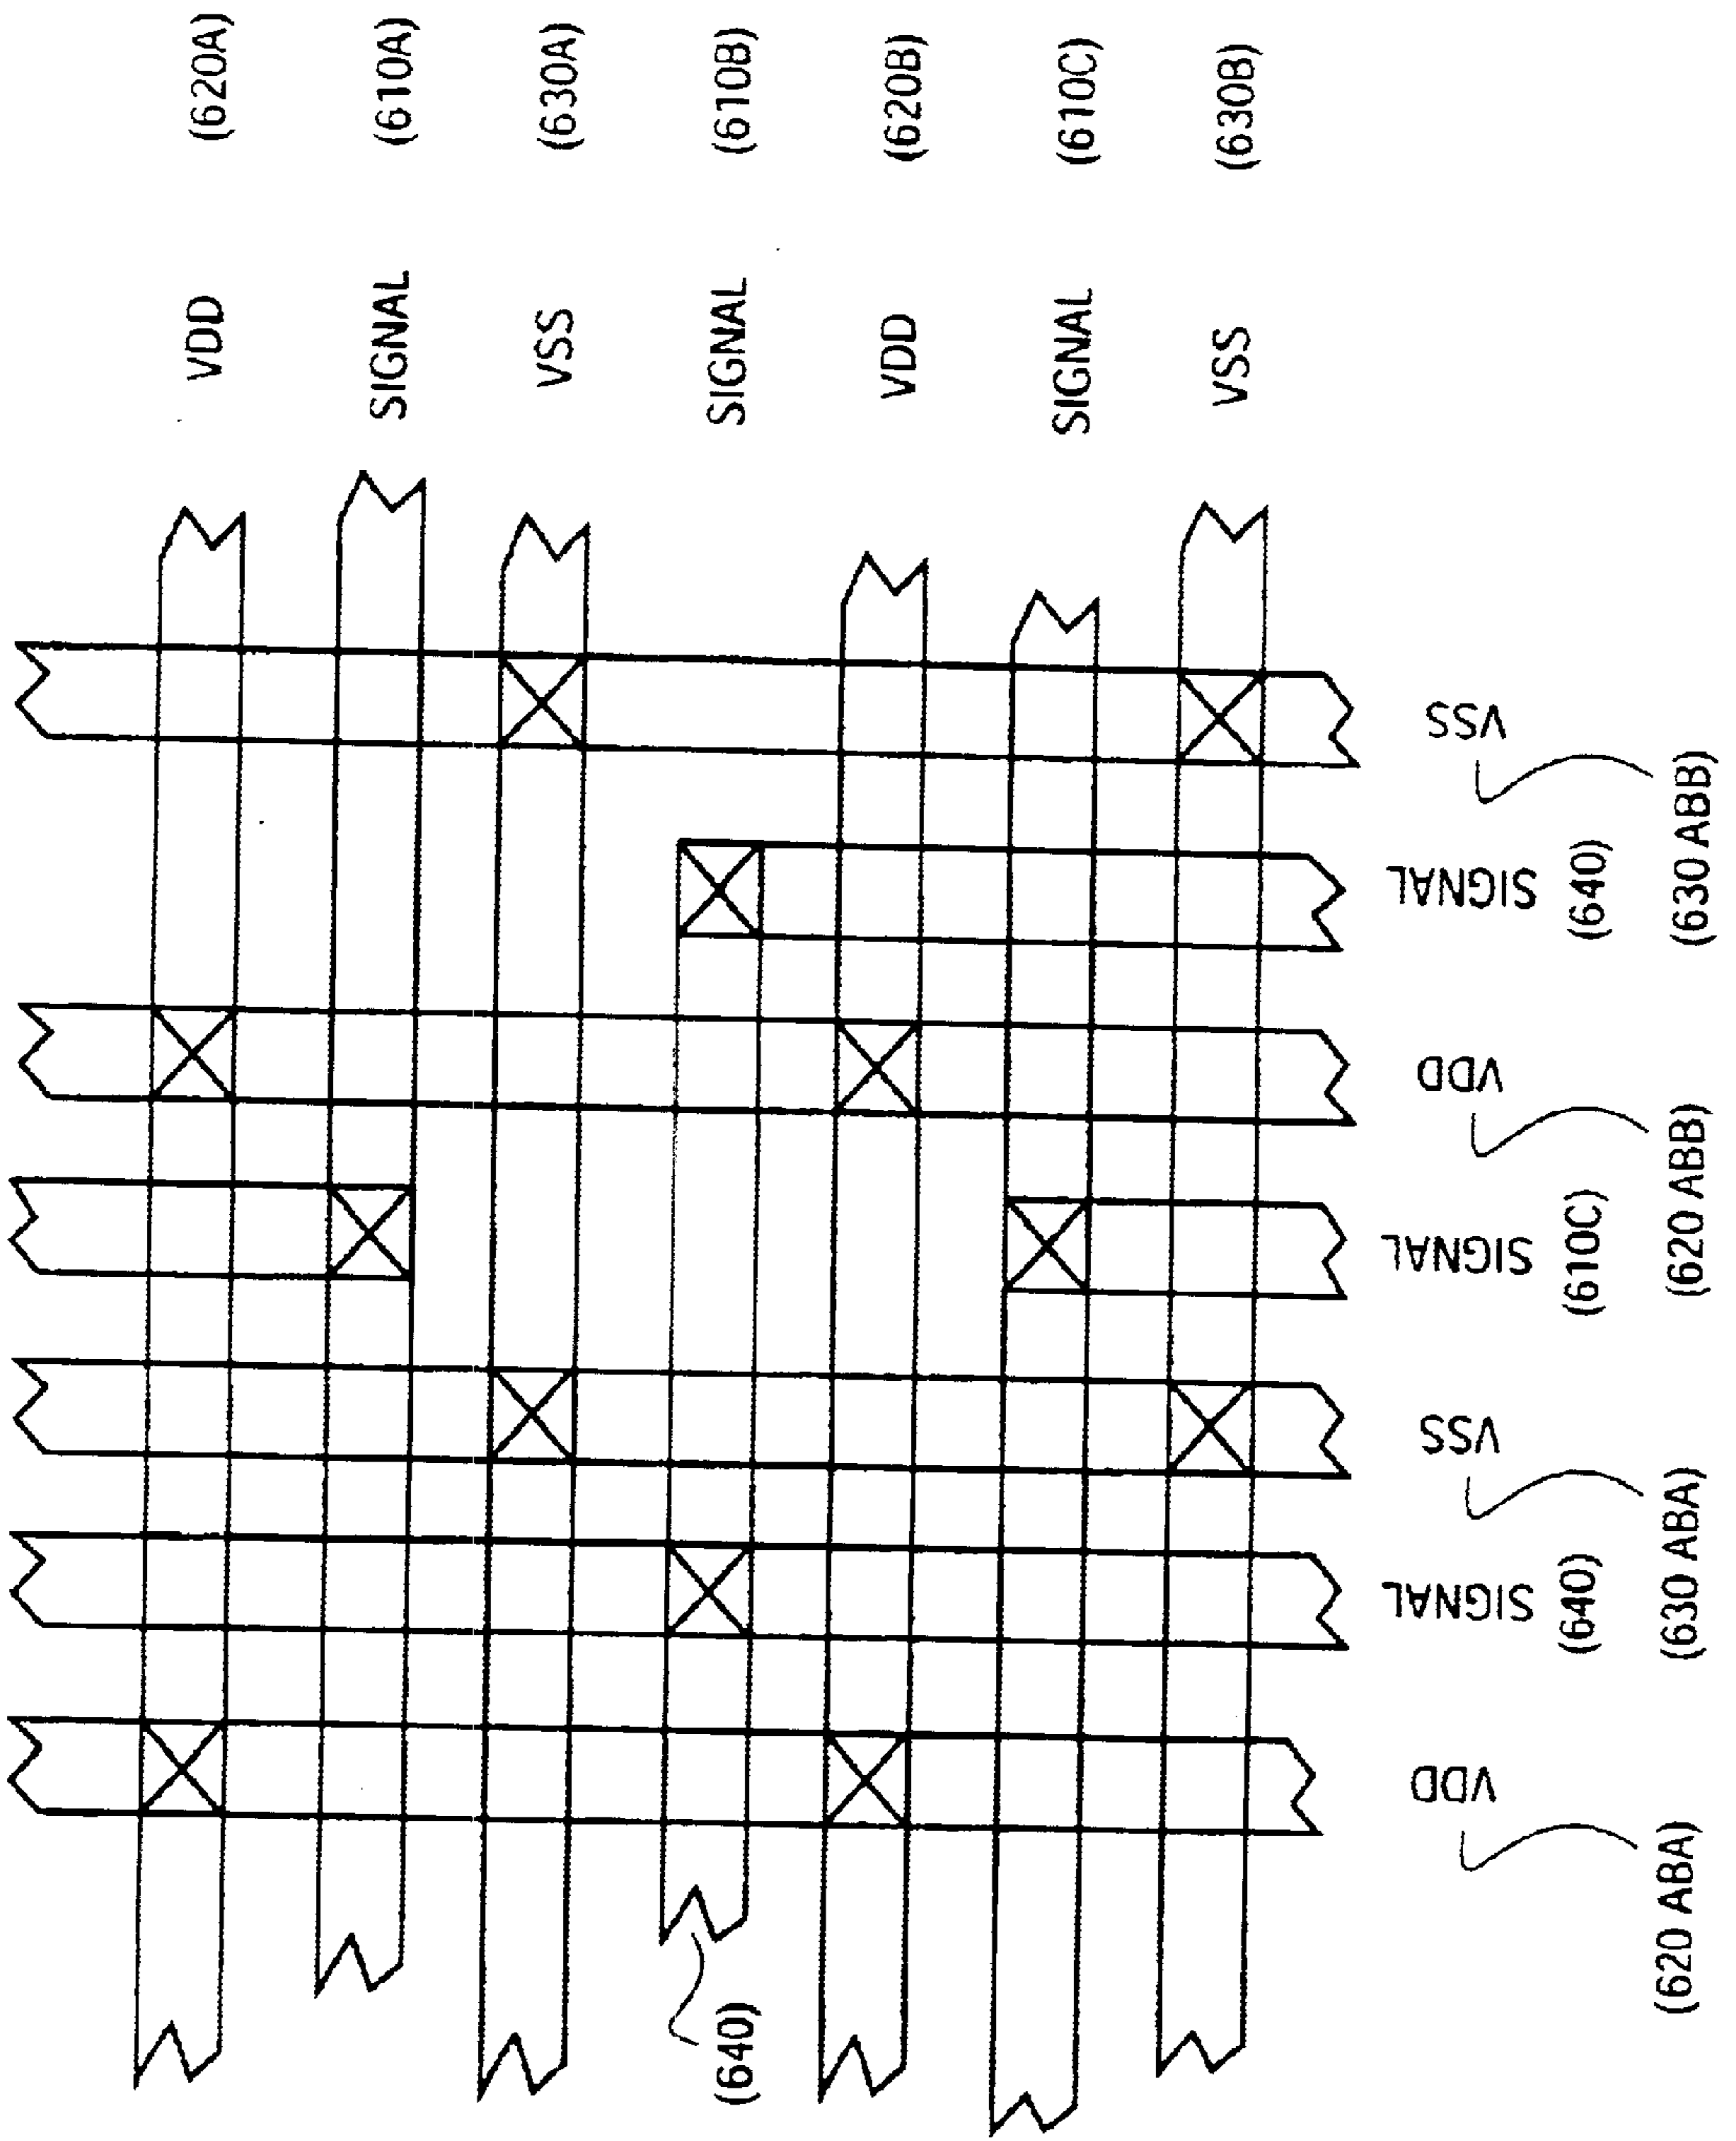 VDD (620A)
SIGNAL (610A)
VSS (630A)
SIGNAL (610B)
VDD (620B)
SIGNAL (610C)
VSS (630B)
(640)
VDD
(620 ABA)
SIGNAL
(640)
VSS
(630 ABA)
SIGNAL
(610C)
VDD
(620 ABB)
SIGNAL
(640)
VSS
(630 ABB)